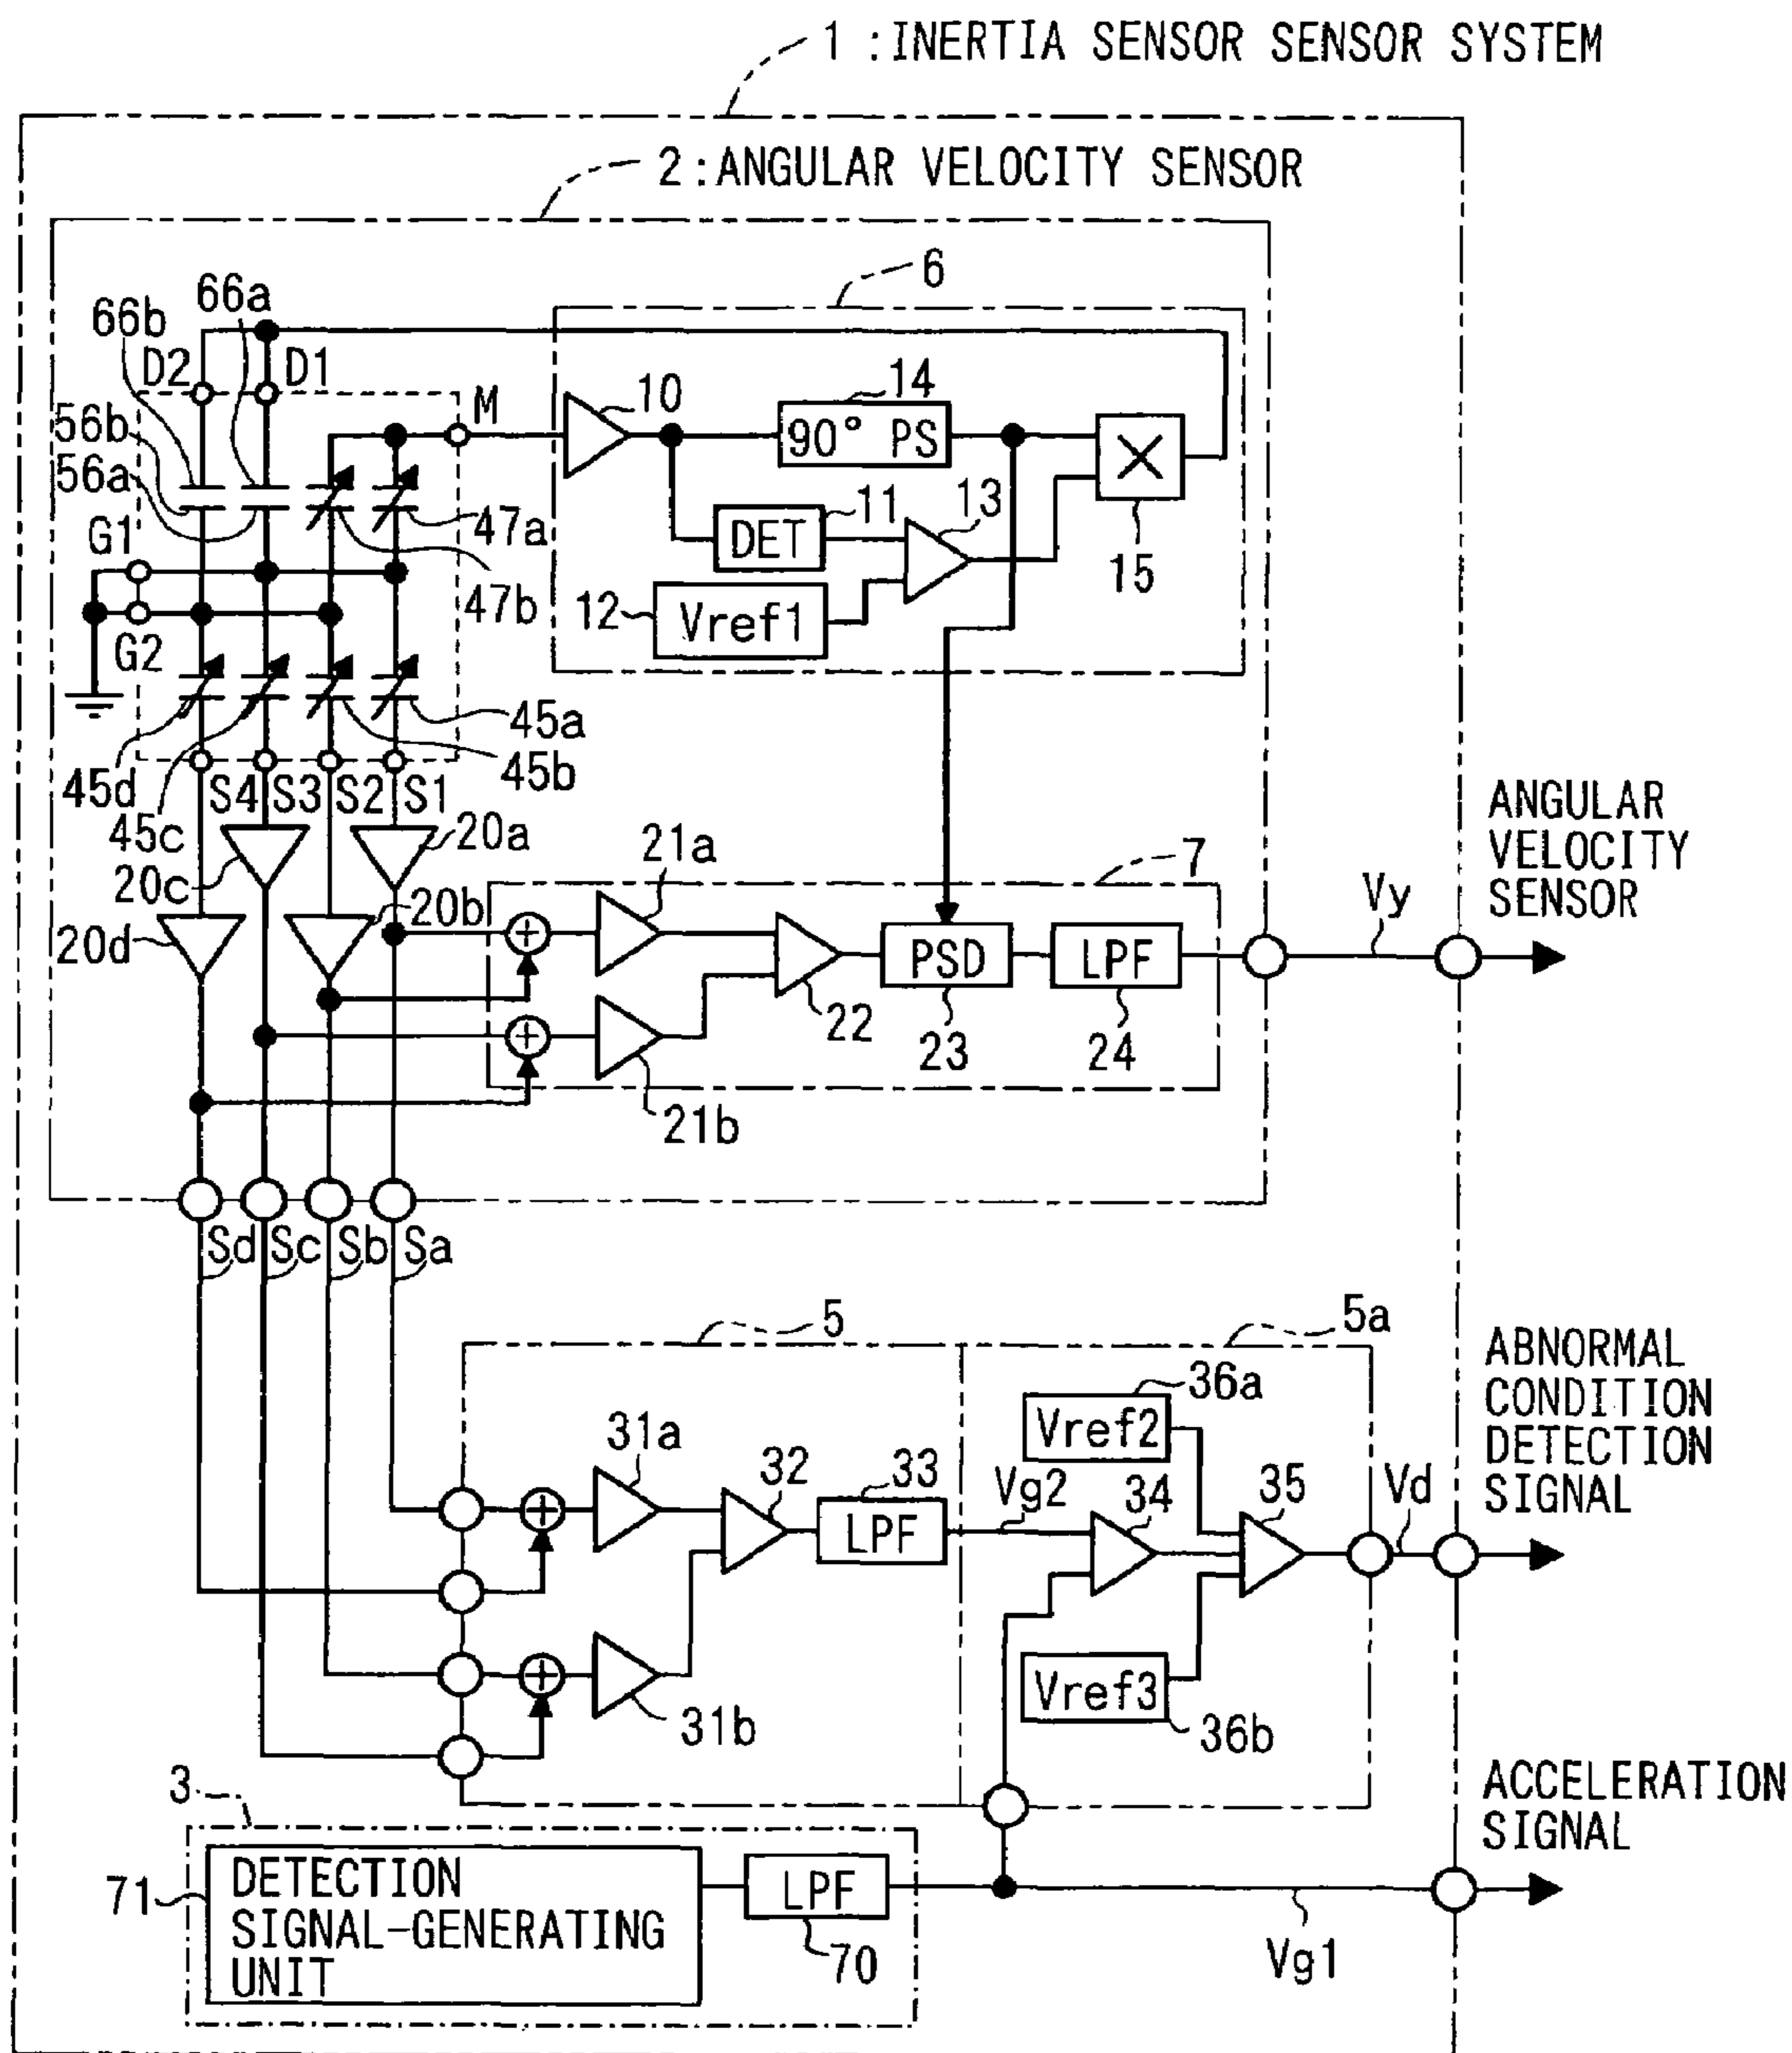 1 :INERTIA SENSOR SENSOR SYSTEM
2:ANGULAR VELOCITY SENSOR
6
66a
66b
D2
D1
M
10
14
90° PS
56b
56a
47a
11
DET
13
15
G1
47b
12
Vref1
G2
45a
45b
45d
S4
S3
S2
S1
45c
20a
20c
21a
7
ANGULAR
VELOCITY
SENSOR
20d
20b
PSD
LPF
Vy
22
23
24
21b
Sd
Sc
Sb
Sa
5
5a
ABNORMAL
CONDITION
DETECTION
SIGNAL
36a
Vref2
31a
32
33
LPF
Vg2
34
35
Vd
31b
Vref3
36b
3
ACCELERATION
SIGNAL
71
DETECTION
SIGNAL-GENERATING
UNIT
LPF
70
Vg1